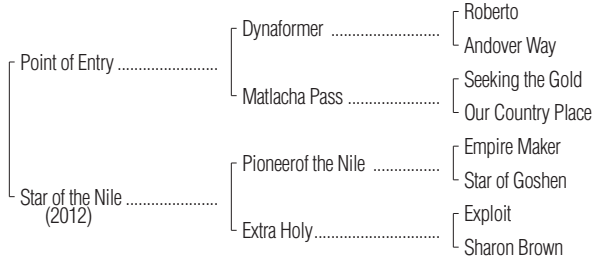 Roberto
Dynaformer ......................
Andover Way
Point of Entry ....................
Seeking the Gold
Matlacha Pass ...................
Our Country Place
Empire Maker
Pioneerof the Nile ..............
Star of Goshen
Star of the Nile ..................
(2012)
Exploit
Extra Holy.........................
Sharon Brown